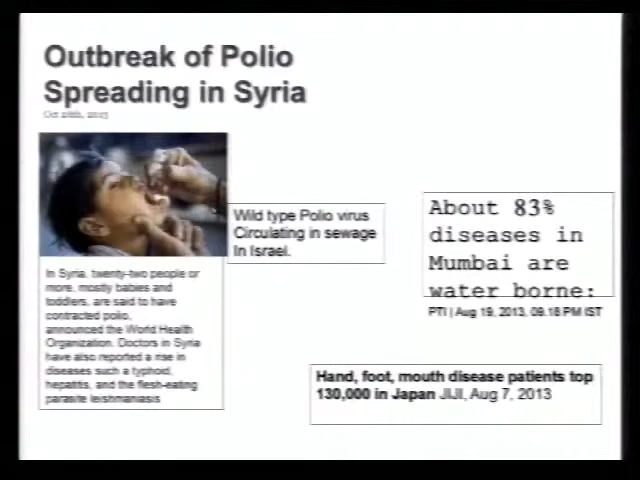 Outbreak of Polio
Spreading in Syria
2013
Wild type Polio virus
Circulating in sewage
In Israel.
About 83%
diseases in
Mumbai are
water borne:
PTI | Aug 19, 2013, 09.18 PM IST
In Syria, twenty-two people or
more, mostly babies and
toddlers, are said to have
contracted polio,
announced the World Health
Organization. Doctors in Syria
have also reported a rise in
diseases such a typhoid,
hepatitis, and the flesh-eating
parasite leishmaniasis
Hand, foot, mouth disease patients top
130,000 in Japan JIJI, Aug 7, 2013